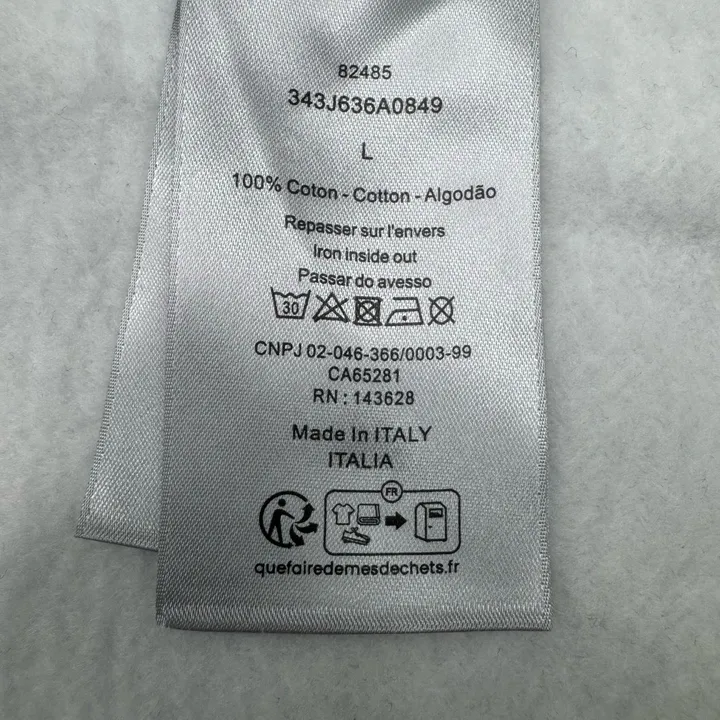 82485
343J636A0849
L
100% Coton - Cotton - Algodão
Repasser sur l'envers
Iron inside out
Passar do avesso
30
CNPJ 02-046-366/0003-99
CA65281
RN : 143628
Made In ITALY
ITALIA
FR
quefairedemesdechets.fr